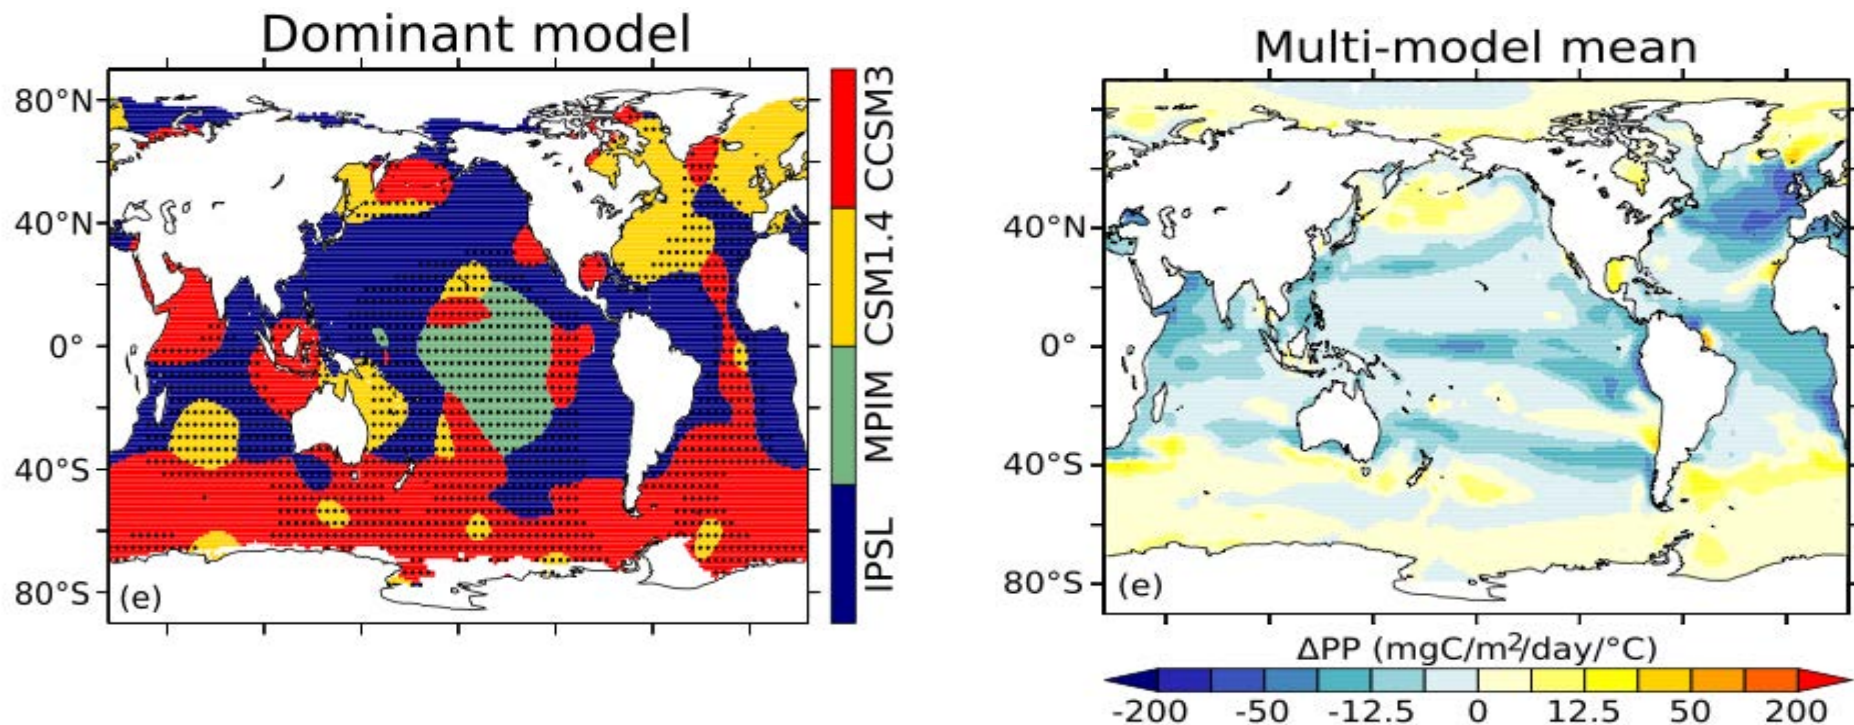 Dominant model
80°N
40°N
0°
40°S
80°S
(e)
CCSM3
CSM1.4
MPIM
IPSL
Multi-model mean
40°N
0°
40°S
80°S
(e)
ΔPP (mgC/m²/day/°C)
-200 -50 -12.5 0 12.5 50 200